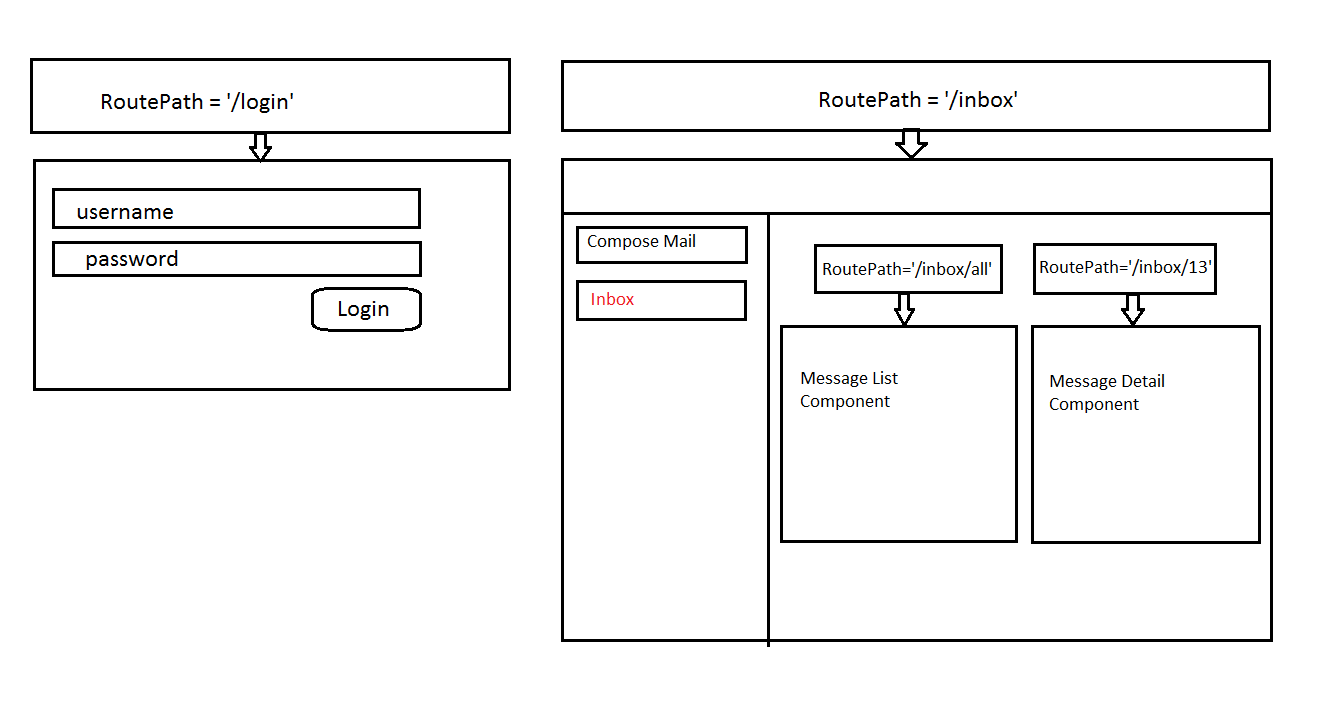 RoutePath = '/login'
username
password
Login
RoutePath = '/inbox'
Compose Mail
Inbox
RoutePath='/inbox/all'
Message List
Component
RoutePath='/inbox/13'
Message Detail
Component